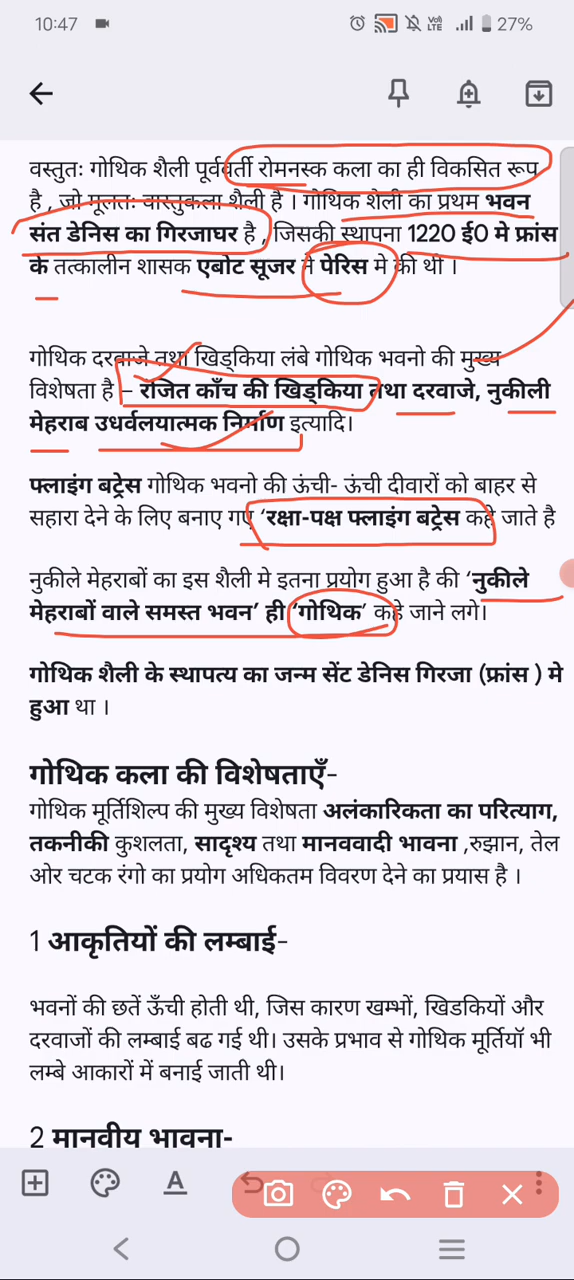 10:47
27%
वस्तुतः गोथिक शैली पूर्ववर्ती रोमनस्क कला का ही विकसित रूप
है , जो मूलतः वास्तुकला शैली है । गोथिक शेली का प्रथम भवन
संत डेनिस का गिरजाघर है , जिसकी स्थापना 1220 ई0 मे फ्रांस
के तत्कालीन शासक एबोट सूजर ने पेरिस मे की थी ।
गोथिक दरवाजे तथा खिड्किया लंबे गोथिक भवनो की मुख्य
विशेषता है – रंजित काँच की खिड्किया तथा दरवाजे, नुकीली
मेहराब उधर्वलयात्मक निर्माण इत्यादि।
फ्लाइंग बट्रेस गोथिक भवनो की ऊंची- ऊंची दीवारों को बाहर से
सहारा देने के लिए बनाए गए ‘रक्षा-पक्ष फ्लाइंग बट्रेस कहे जाते है
नुकीले मेहराबों का इस शैली मे इतना प्रयोग हुआ है की ‘नुकीले
मेहराबों वाले समस्त भवन’ ही ‘गोथिक’ कहे जाने लगे।
गोथिक शैली के स्थापत्य का जन्म सेंट डेनिस गिरजा (फ्रांस ) मे
हुआ था ।
गोथिक कला की विशेषताएँ-
गोथिक मूर्तिशिल्प की मुख्य विशेषता अलंकारिकता का परित्याग,
तकनीकी कुशलता, सादृश्य तथा मानववादी भावना ,रुझान, तेल
ओर चटक रंगो का प्रयोग अधिकतम विवरण देने का प्रयास है ।
1 आकृतियों की लम्बाई-
भवनों की छतें ऊँची होती थी, जिस कारण खम्भों, खिडकियों और
दरवाजों की लम्बाई बढ गई थी। उसके प्रभाव से गोथिक मूर्तियॉ भी
लम्बे आकारों में बनाई जाती थी।
2 मानवीय भावना-